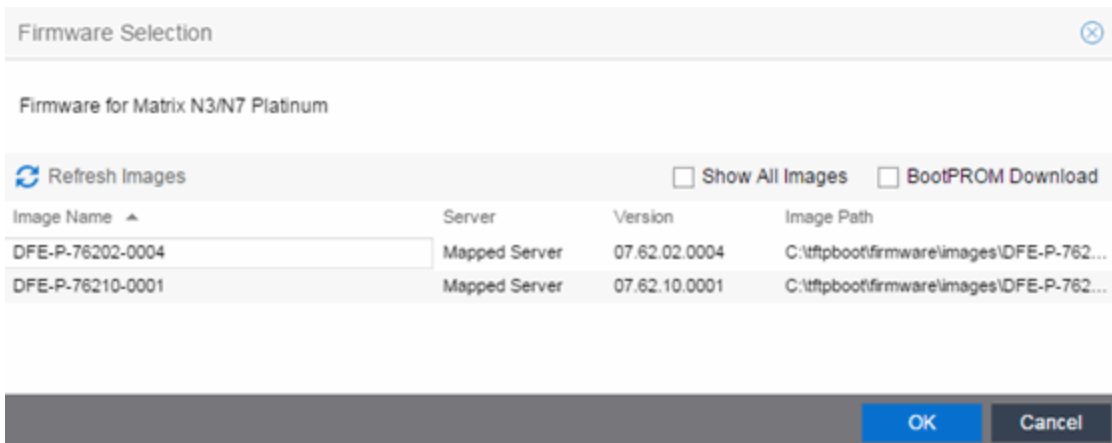 Firmware Selection
Firmware for Matrix N3/N7 Platinum
Refresh Images Show All Images BootPROM Download
Image Name Server Version Image Path
DFE-P-76202-0004 Mapped Server 07.62.02.0004 C:\tftpboot\firmware\images\DFE-P-762...
DFE-P-76210-0001 Mapped Server 07.62.10.0001 C:\tftpboot\firmware\images\DFE-P-762...
OK Cancel